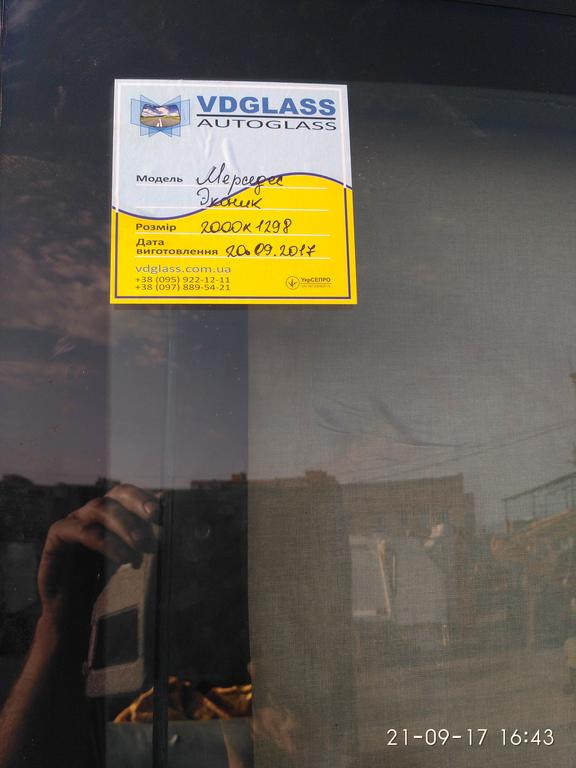 VDGLASS
AUTOGLASS
Модель Мерседес
Эконик
Розмір 2000х1298
Дата
виготовлення 20.09.2017
vdglass.com.ua
+38 (095) 922-12-11
+38 (097) 889-54-21
УкрСЕПРО
21-09-17 16:43